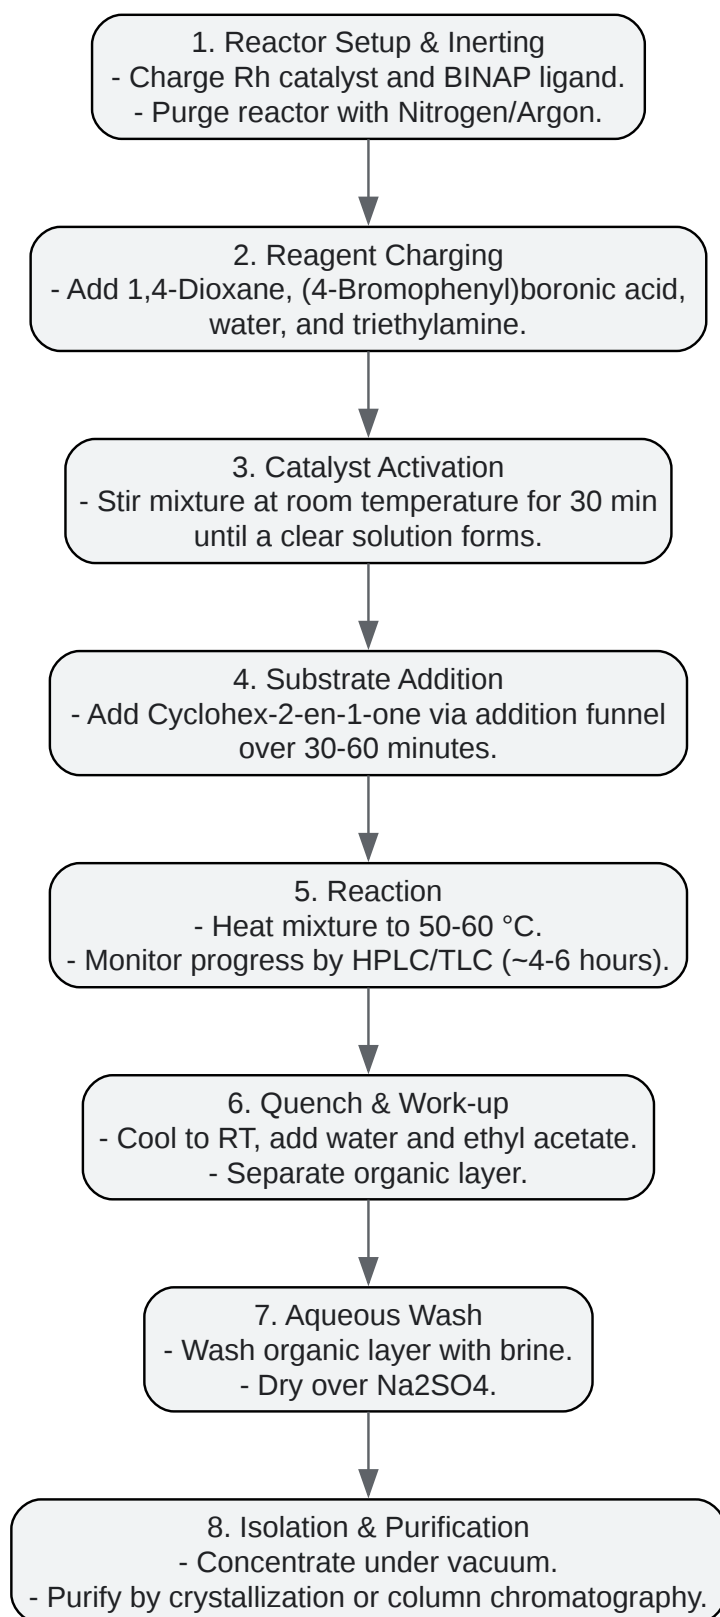 1. Reactor Setup & Inerting
- Charge Rh catalyst and BINAP ligand.
- Purge reactor with Nitrogen/Argon.
2. Reagent Charging
- Add 1,4-Dioxane, (4-Bromophenyl)boronic acid,
water, and triethylamine.
3. Catalyst Activation
- Stir mixture at room temperature for 30 min
until a clear solution forms.
4. Substrate Addition
- Add Cyclohex-2-en-1-one via addition funnel
over 30-60 minutes.
5. Reaction
- Heat mixture to 50-60 °C.
- Monitor progress by HPLC/TLC (~4-6 hours).
6. Quench & Work-up
- Cool to RT, add water and ethyl acetate.
- Separate organic layer.
7. Aqueous Wash
- Wash organic layer with brine.
- Dry over Na2SO4.
8. Isolation & Purification
- Concentrate under vacuum.
- Purify by crystallization or column chromatography.